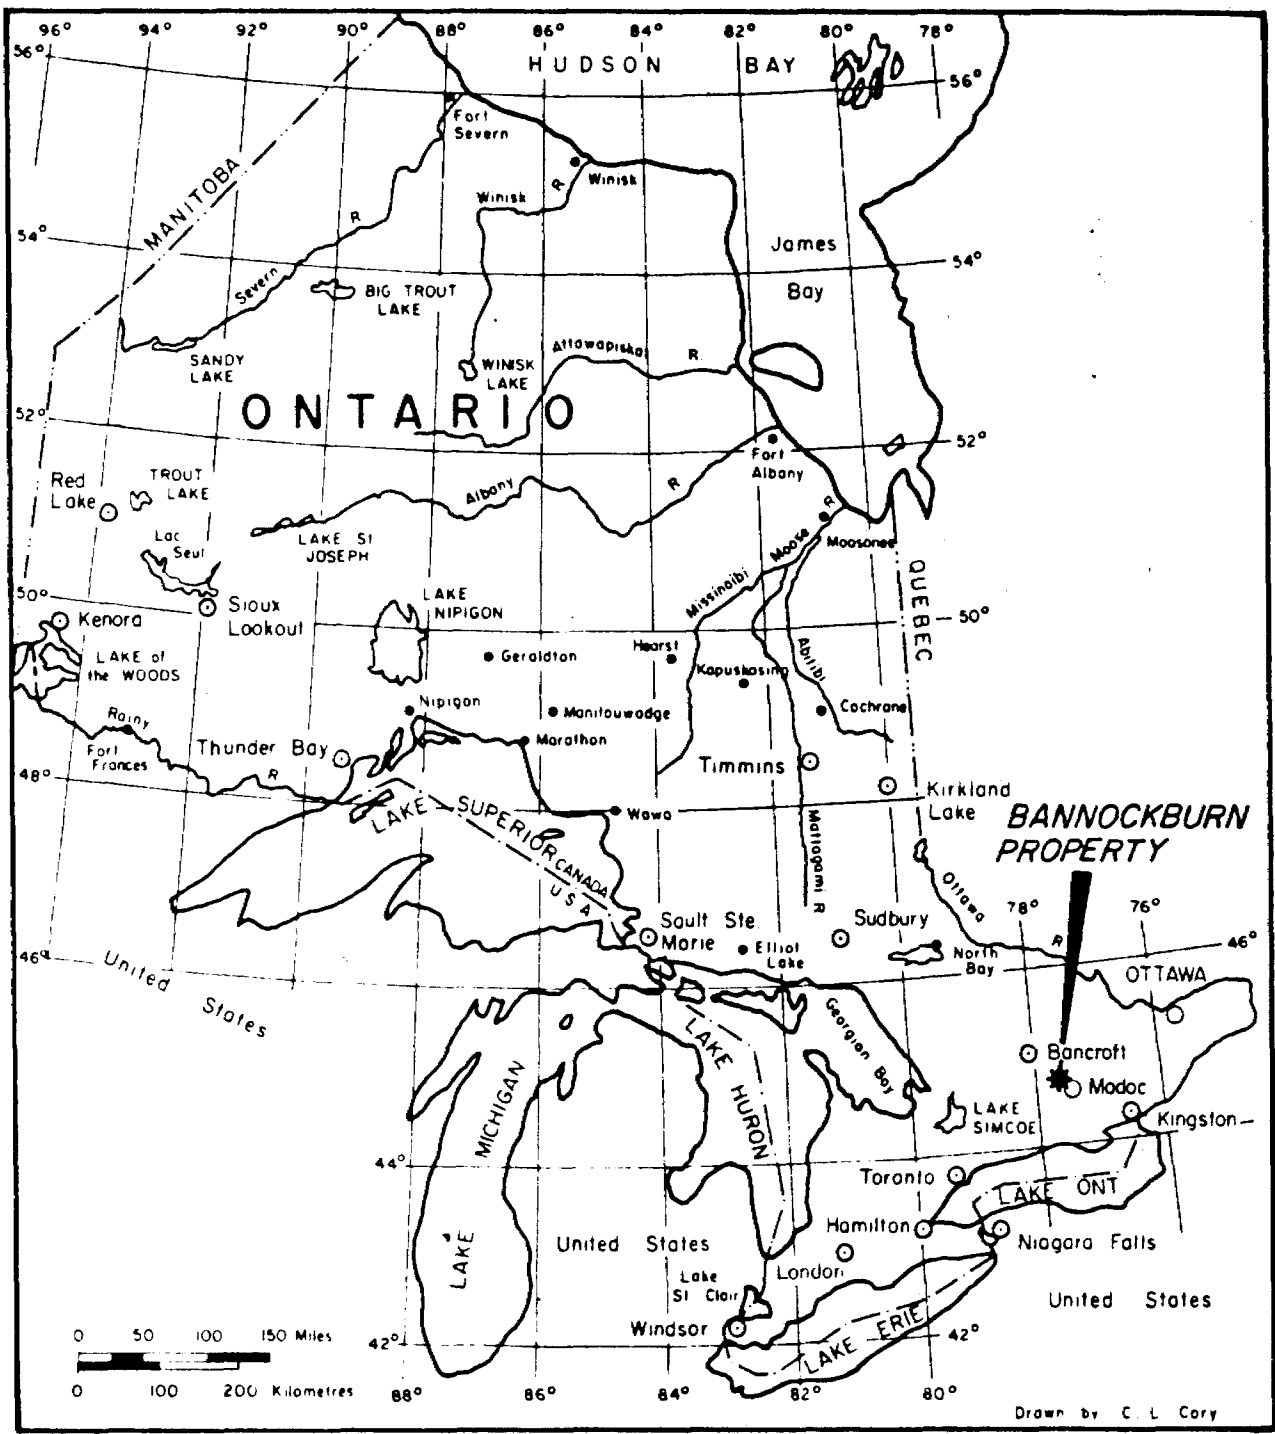 96° 94° 92° 90° 88° 86° 84° 82° 80° 78°
56°
HUDSON BAY
56°
Fort
Severn
MANITOBA
Winisk R
Winisk
R
Severn
54°
James
Bay
54°
BIG TROUT
LAKE
SANDY
LAKE
WINISK
LAKE
Attawapiskat R.
ONTARIO
52°
52°
Fort
Albany
Red
Lake
TROUT
LAKE
Albany R
Lac
Seul
LAKE St
JOSEPH
Moose R
Moosonee
Missinaibi
QUEBEC
50°
50°
Kenora
Sioux
Lookout
LAKE
NIPIGON
Geraldton
Hearst
Kapuskasing
Abitibi
LAKE of
the WOODS
Nipigon
Manitouwadge
Cochrane
Rainy
R
Fort
Frances
Thunder Bay
Marathon
Timmins
48°
Kirkland
Lake
LAKE SUPERIOR
Wawa
Mattagami R
CANADA
USA
BANNOCKBURN
PROPERTY
Ottawa R
78° 76°
46°
Sault Ste.
Marie
Elliot
Lake
Sudbury
North
Bay
46°
United States
OTTAWA
LAKE HURON
Georgian Bay
Bancroft
Madoc
LAKE MICHIGAN
LAKE
SIMCOE
Kingston
44°
Toronto
LAKE ONT
Hamilton
Niagara Falls
United States
London
Lake
St Clair
United States
Windsor
LAKE ERIE
42°
42°
0 50 100 150 Miles
0 100 200 Kilometres
88° 86° 84° 82° 80°
Drawn by C. L. Cory